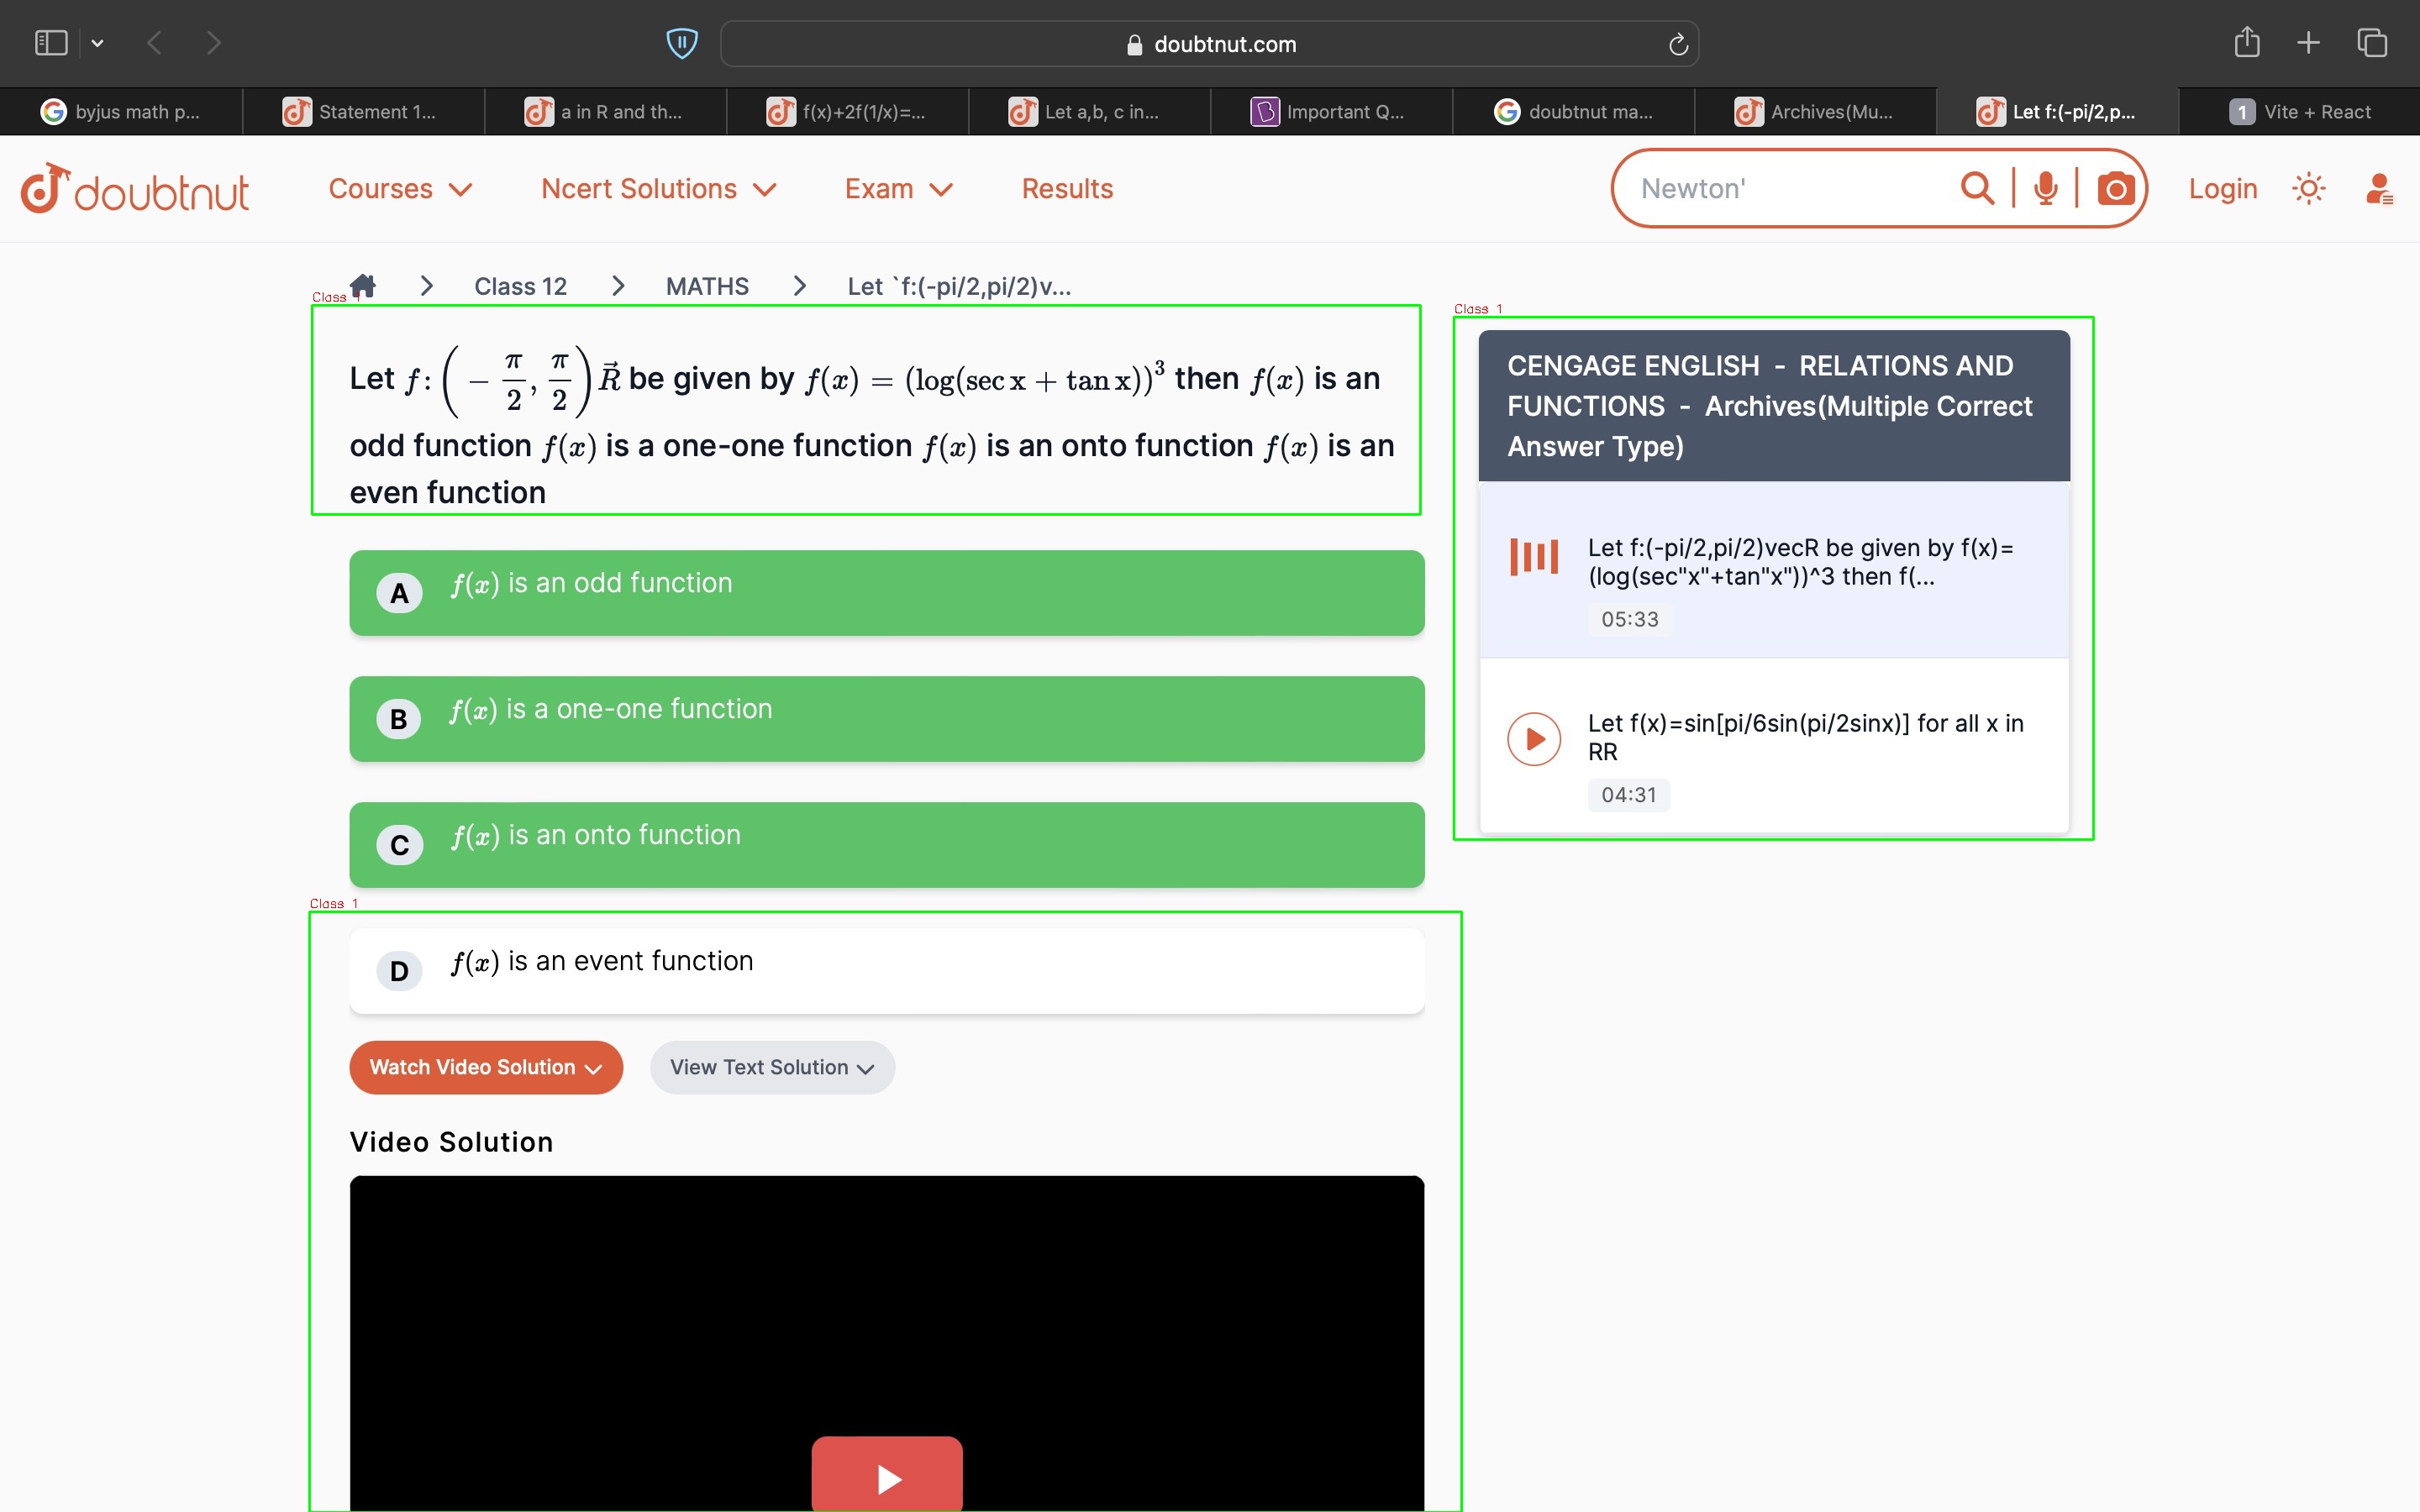 doubtnut.com
byjus math p...
Statement 1...
a in R and th...
f(x)+2f(1/x)=...
Let a,b, c in...
Important Q...
doubtnut ma...
Archives(Mu...
Let f:(-pi/2,p...
1 Vite + React
doubtnut
Courses
Ncert Solutions
Exam
Results
Newton'
Login
Class 12
MATHS
Let `f:(-pi/2,pi/2)v...
Class 1
Let f:(-π/2, π/2)R⃗ be given by f(x) = (log(sec x + tan x))³ then f(x) is an
odd function f(x) is a one-one function f(x) is an onto function f(x) is an
even function
A f(x) is an odd function
B f(x) is a one-one function
C f(x) is an onto function
Class 1
D f(x) is an event function
Watch Video Solution
View Text Solution
Video Solution
Class 1
CENGAGE ENGLISH - RELATIONS AND
FUNCTIONS - Archives(Multiple Correct
Answer Type)
Let f:(-pi/2,pi/2)vecR be given by f(x)=
(log(sec"x"+tan"x"))^3 then f(...
05:33
Let f(x)=sin[pi/6sin(pi/2sinx)] for all x in
RR
04:31